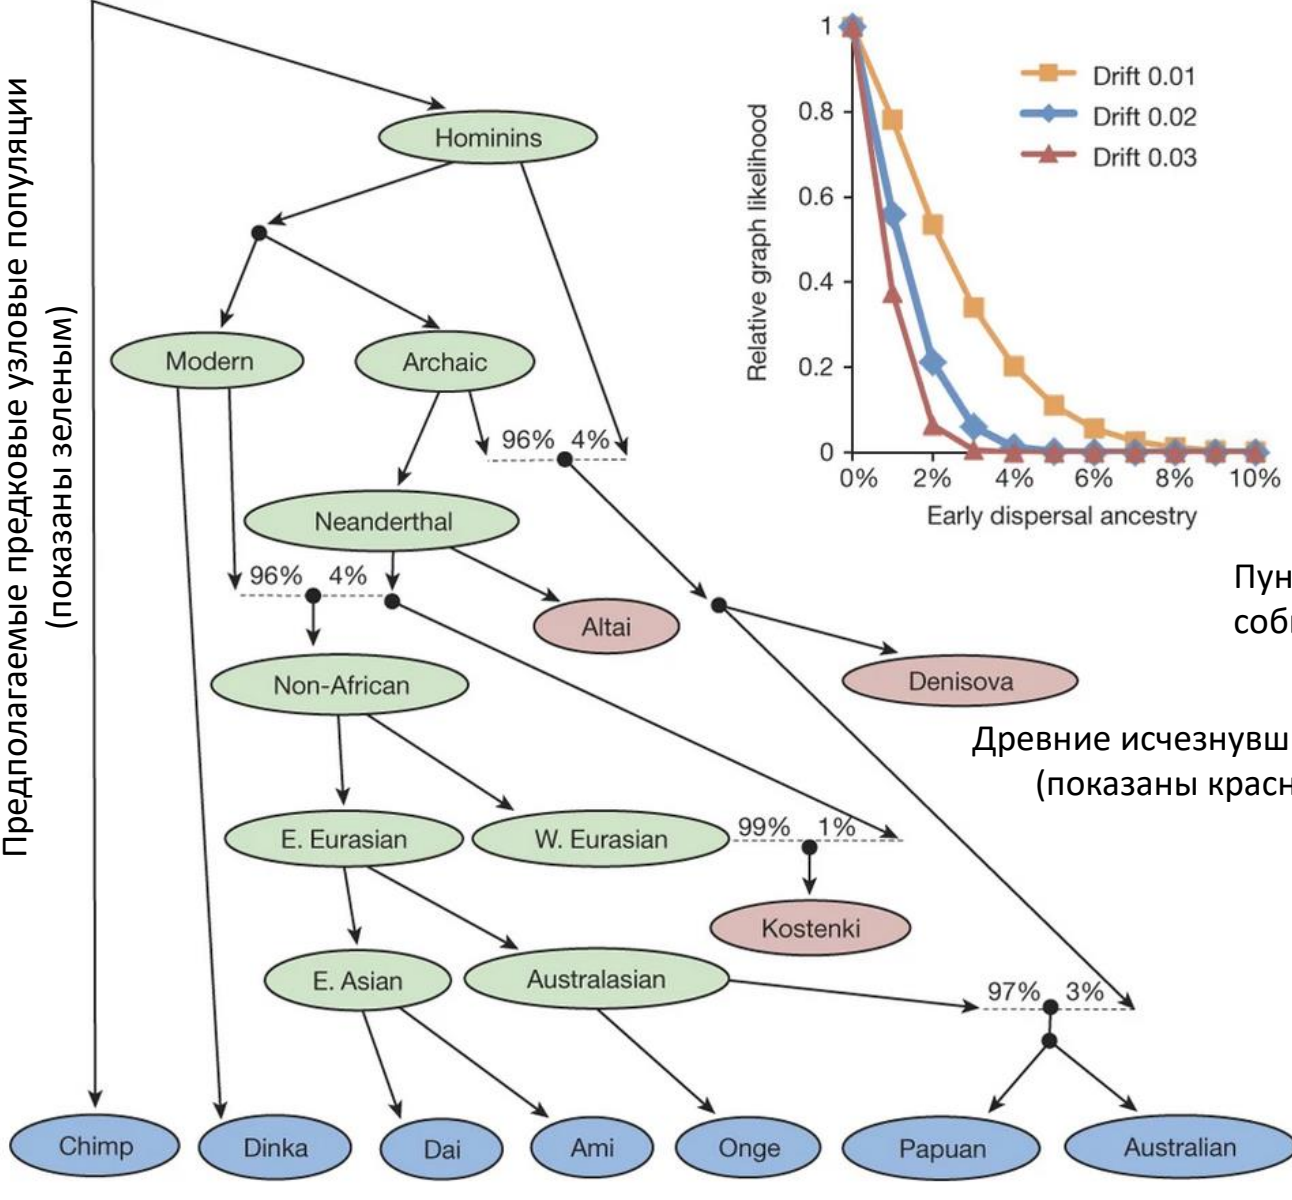 Предполагаемые предковые узловые популяции
(показаны зеленым)
Hominins
Modern
Archaic
96% 4%
Neanderthal
96% 4%
Altai
Denisova
Non-African
E. Eurasian
W. Eurasian
99% 1%
Kostenki
E. Asian
Australasian
97% 3%
Chimp
Dinka
Dai
Ami
Onge
Papuan
Australian
Relative graph likelihood
1
0.8
0.6
0.4
0.2
0
0% 2% 4% 6% 8% 10%
Early dispersal ancestry
Drift 0.01
Drift 0.02
Drift 0.03
Пун
соб
Древние исчезнувш
(показаны красн